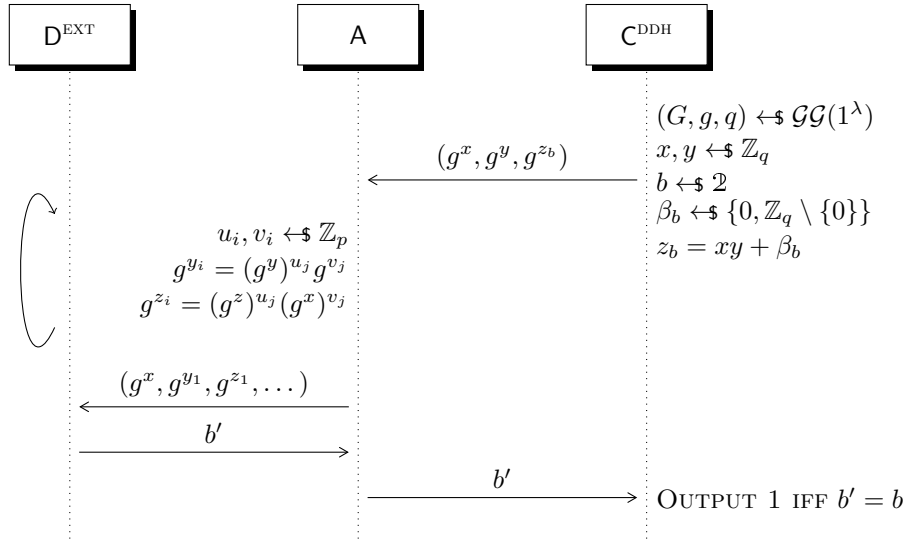 D^EXT A C^DDH
(G, g, q) ←$ 𝒢𝒢(1^λ)
(g^x, g^y, g^{z_b})
x, y ←$ ℤ_q
b ←$ 𝟚
β_b ←$ {0, ℤ_q \ {0}}
u_i, v_i ←$ ℤ_p
z_b = xy + β_b
g^{y_i} = (g^y)^{u_j} g^{v_j}
g^{z_i} = (g^z)^{u_j} (g^x)^{v_j}
(g^x, g^{y_1}, g^{z_1}, . . . )
b′
b′
OUTPUT 1 IFF b′ = b